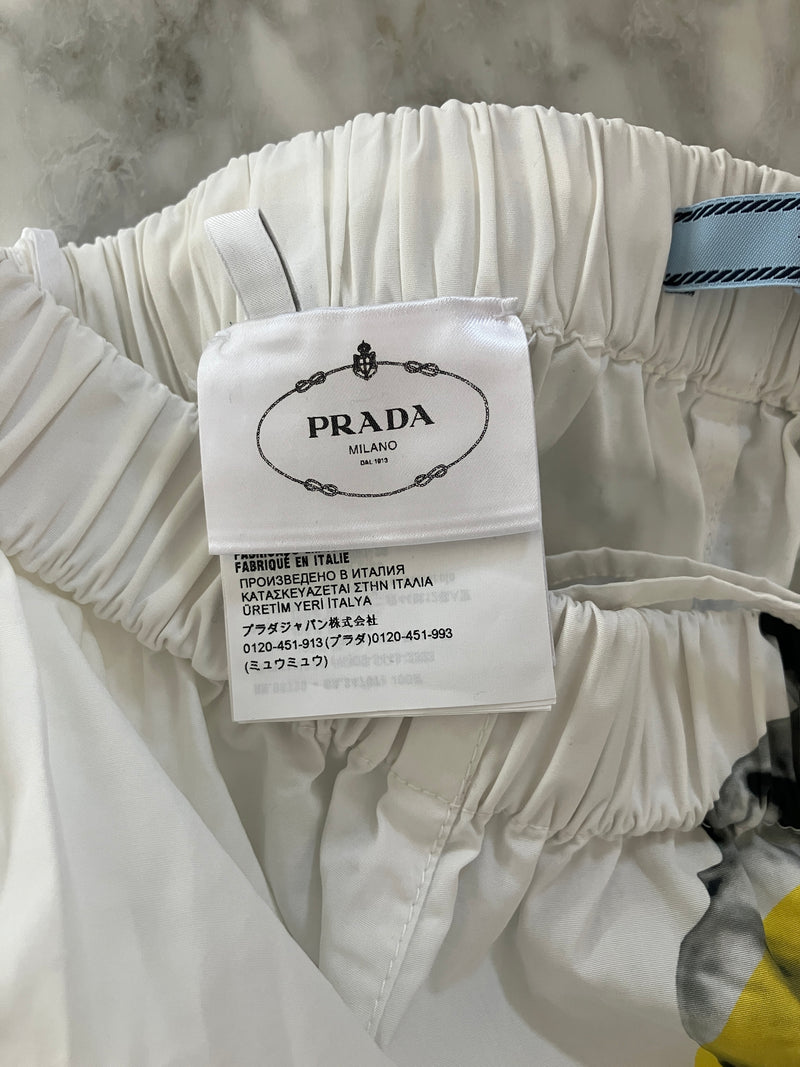 PRADA
MILANO
DAL 1913
FABRIQUÉ EN ITALIE
ПРОИЗВЕДЕНО В ИТАЛИЯ
ΚΑΤΑΣΚΕΥΑΖΕΤΑΙ ΣΤΗΝ ΙΤΑΛΙΑ
ÜRETİM YERİ İTALYA
プラダジャパン株式会社
0120-451-913(プラダ)0120-451-993
(ミュウミュウ)